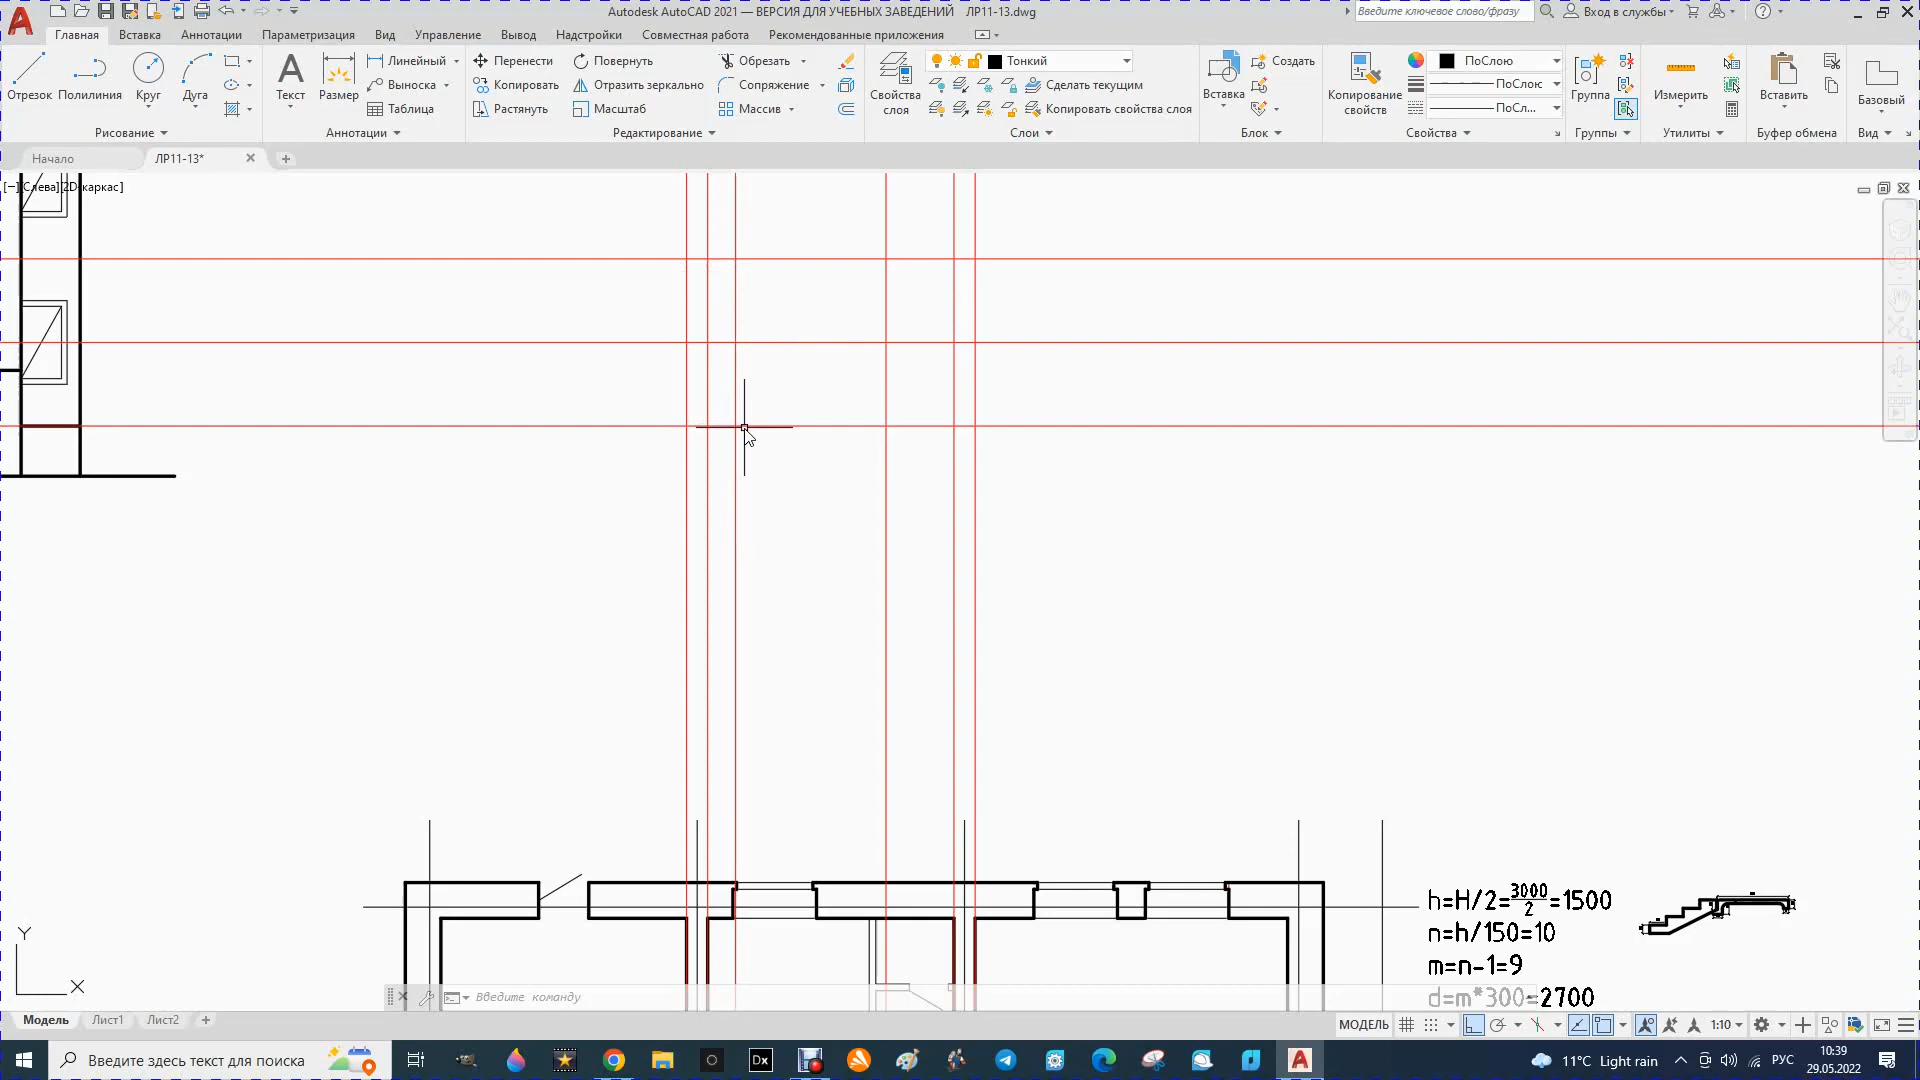 Autodesk AutoCAD 2021 — ВЕРСИЯ ДЛЯ УЧЕБНЫХ ЗАВЕДЕНИЙ ЛР11-13.dwg
Введите ключевое слово/фразу
Вход в службы
Главная Вставка Аннотации Параметризация Вид Управление Вывод Надстройки Совместная работа Рекомендованные приложения
Отрезок Полилиния Круг Дуга
Рисование
Текст Размер
Линейный
Выноска
Таблица
Аннотации
Перенести Повернуть Обрезать
Копировать Отразить зеркально Сопряжение
Растянуть Масштаб Массив
Редактирование
Свойства слоя
Тонкий
Сделать текущим
Копировать свойства слоя
Слои
Вставка
Создать
Блок
Копирование свойств
ПоСлою
ПоСлою
ПоСл...
Свойства
Группа
Группы
Измерить
Утилиты
Вставить
Буфер обмена
Базовый
Вид
Начало ЛР11-13*
[−][Слева][2D-каркас]
h=H/2=3000/2=1500
n=h/150=10
m=n-1=9
d=m*300=2700
Y
X
Введите команду
Модель Лист1 Лист2
МОДЕЛЬ
1:10
Введите здесь текст для поиска
Dx
11°C Light rain
РУС
10:39
29.05.2022